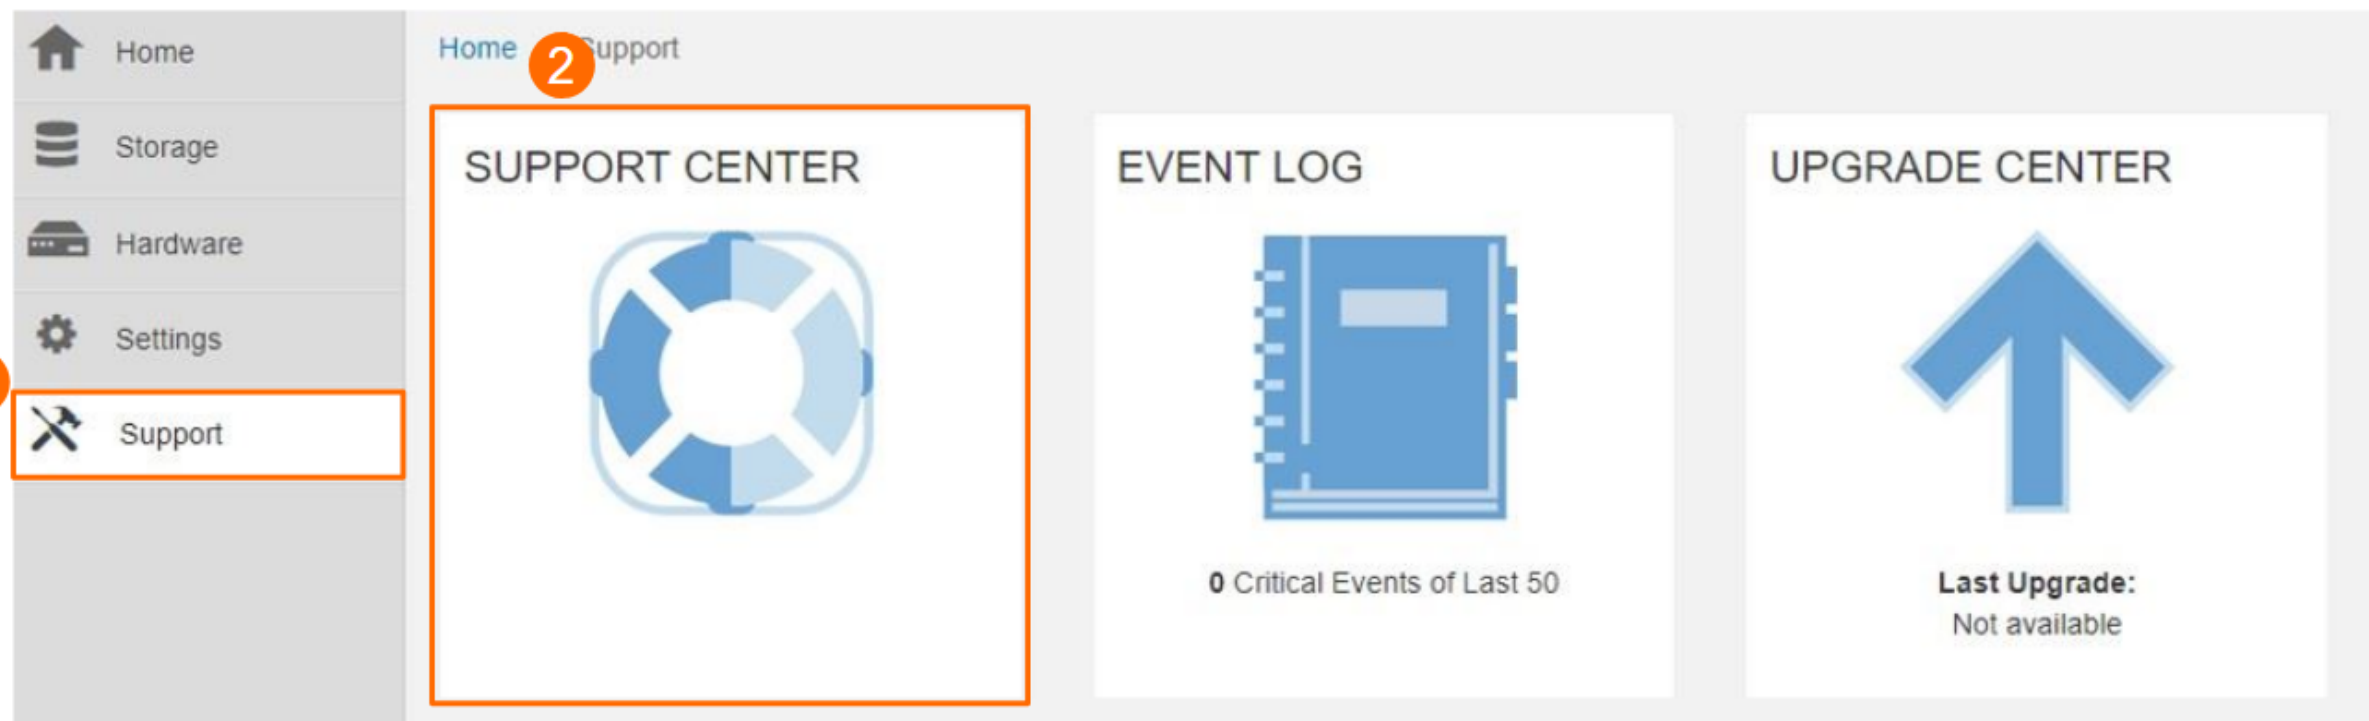 Home
Storage
Hardware
Settings
Support
Home
2
Support
SUPPORT CENTER
EVENT LOG
0 Critical Events of Last 50
UPGRADE CENTER
Last Upgrade:
Not available